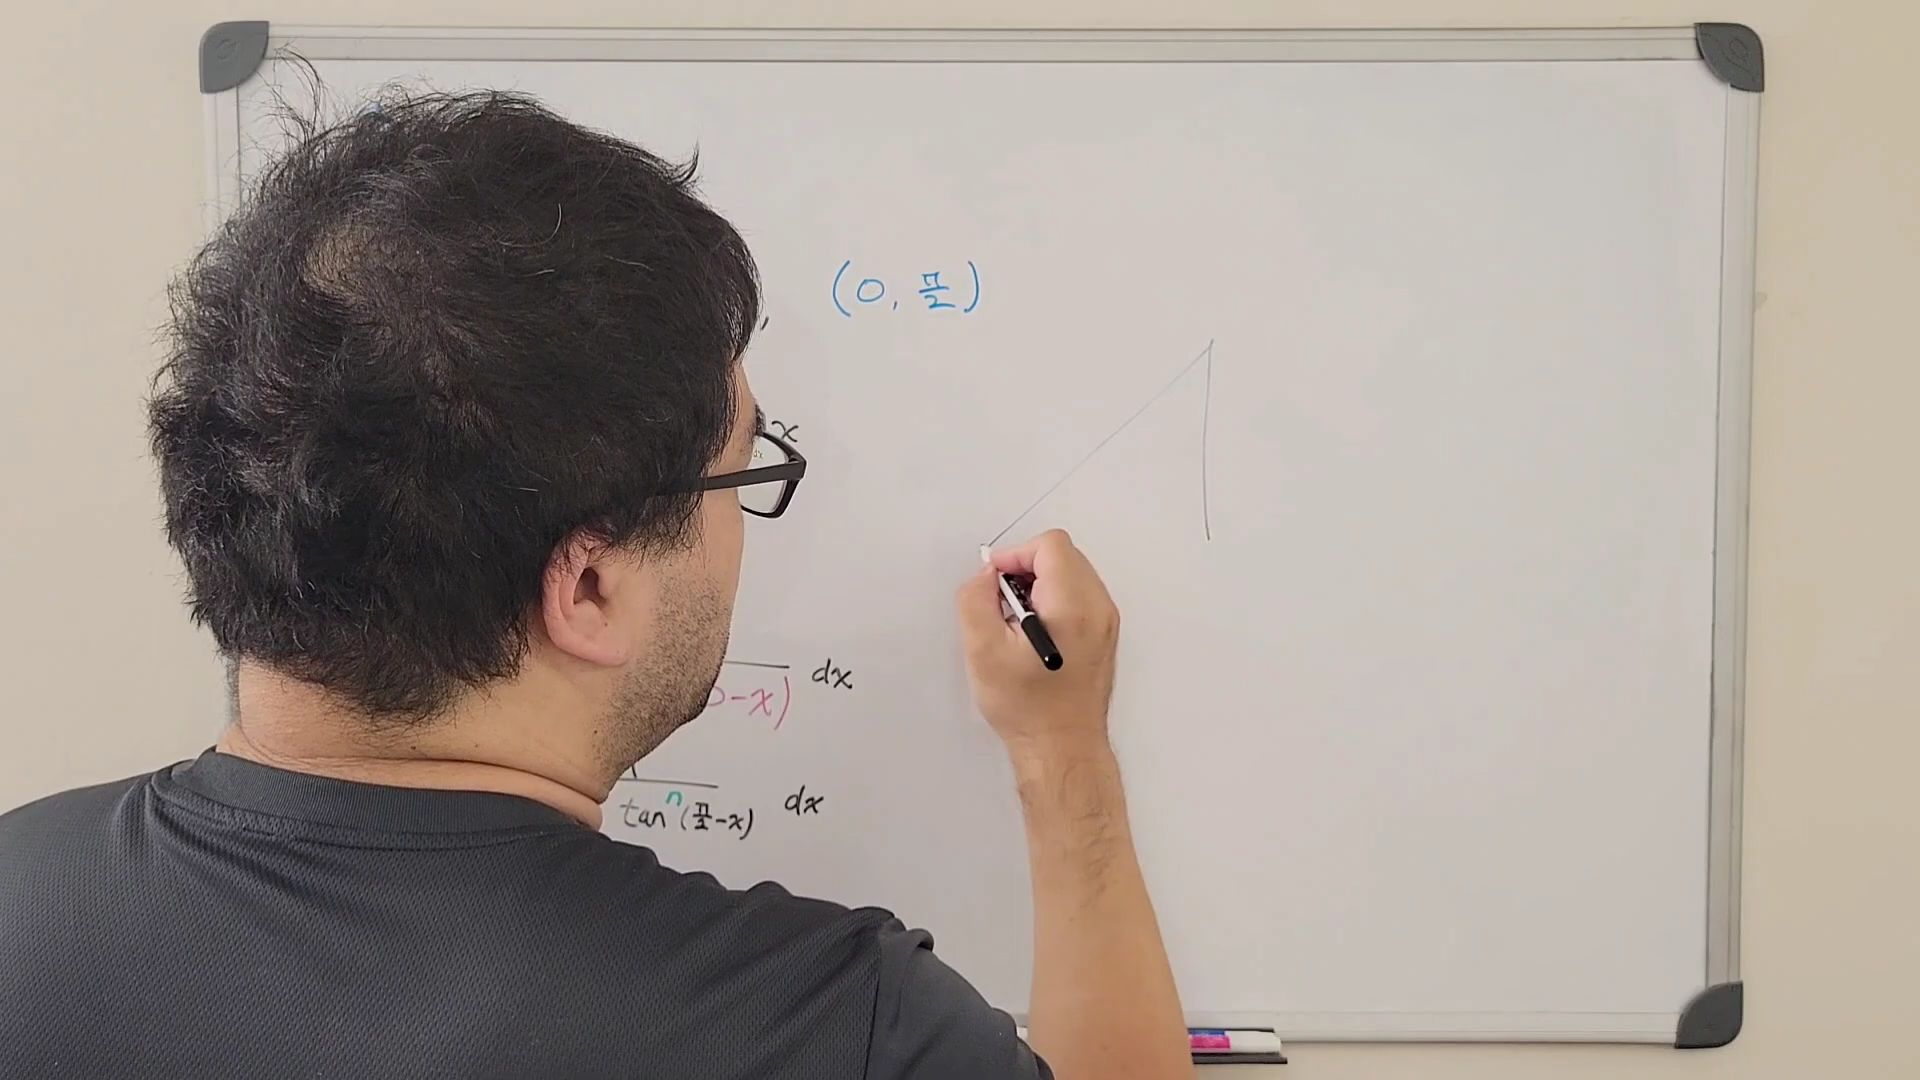 (0, π/2)
,
x
dx
-x)
tan^n (π/2-x) dx